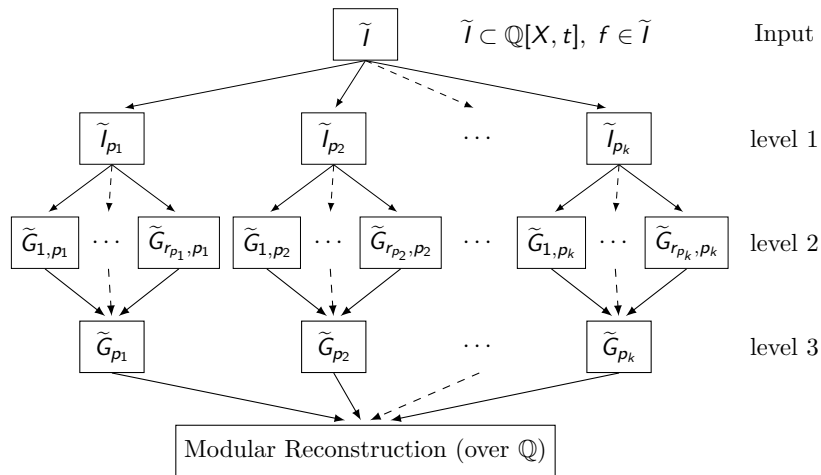 Ĩ    Ĩ ⊂ ℚ[X, t], f ∈ Ĩ    Input
Ĩ_{p_1}    Ĩ_{p_2}    ···    Ĩ_{p_k}    level 1
G̃_{1,p_1}    ···    G̃_{r_{p_1},p_1}    G̃_{1,p_2}    ···    G̃_{r_{p_2},p_2}    ···    G̃_{1,p_k}    ···    G̃_{r_{p_k},p_k}    level 2
G̃_{p_1}    G̃_{p_2}    ···    G̃_{p_k}    level 3
Modular Reconstruction (over ℚ)